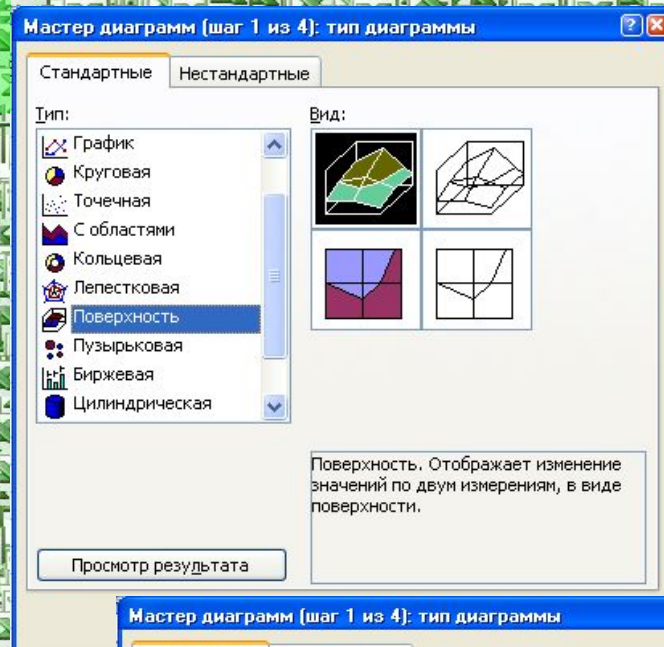 Мастер диаграмм (шаг 1 из 4): тип диаграммы
Стандартные Нестандартные
Тип: Вид:
График
Круговая
Точечная
С областями
Кольцевая
Лепестковая
Поверхность
Пузырьковая
Биржевая
Цилиндрическая
Поверхность. Отображает изменение
значений по двум измерениям, в виде
поверхности.
Просмотр результата
Мастер диаграмм (шаг 1 из 4): тип диаграммы